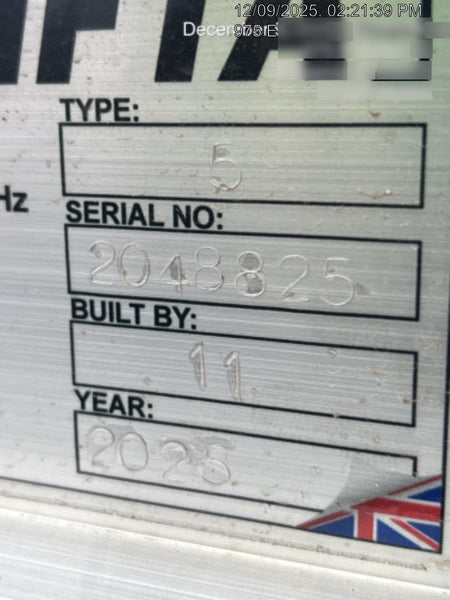 12/09/2025. 02:21:39 PM
TYPE:
5
Hz
SERIAL NO:
2048825
BUILT BY:
11
YEAR:
2025